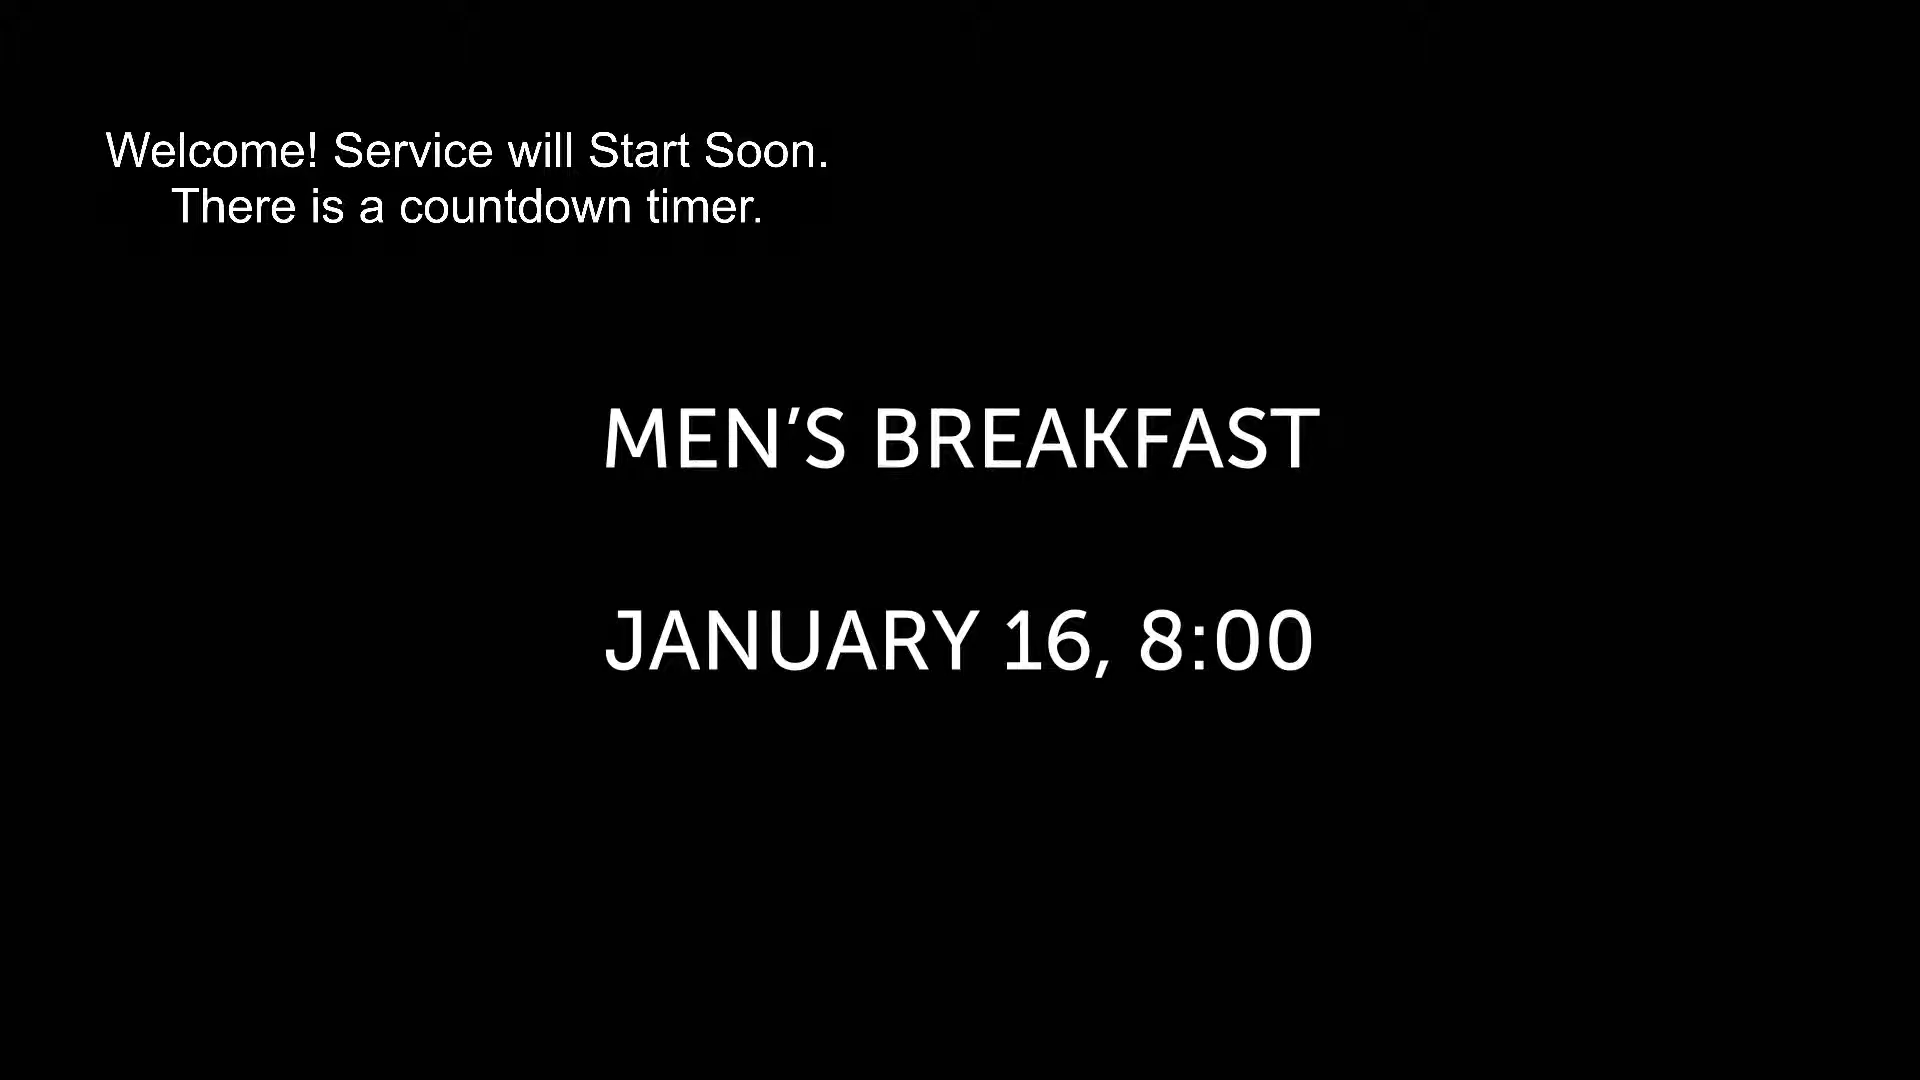 Welcome! Service will Start Soon.
There is a countdown timer.
MEN’S BREAKFAST
JANUARY 16, 8:00